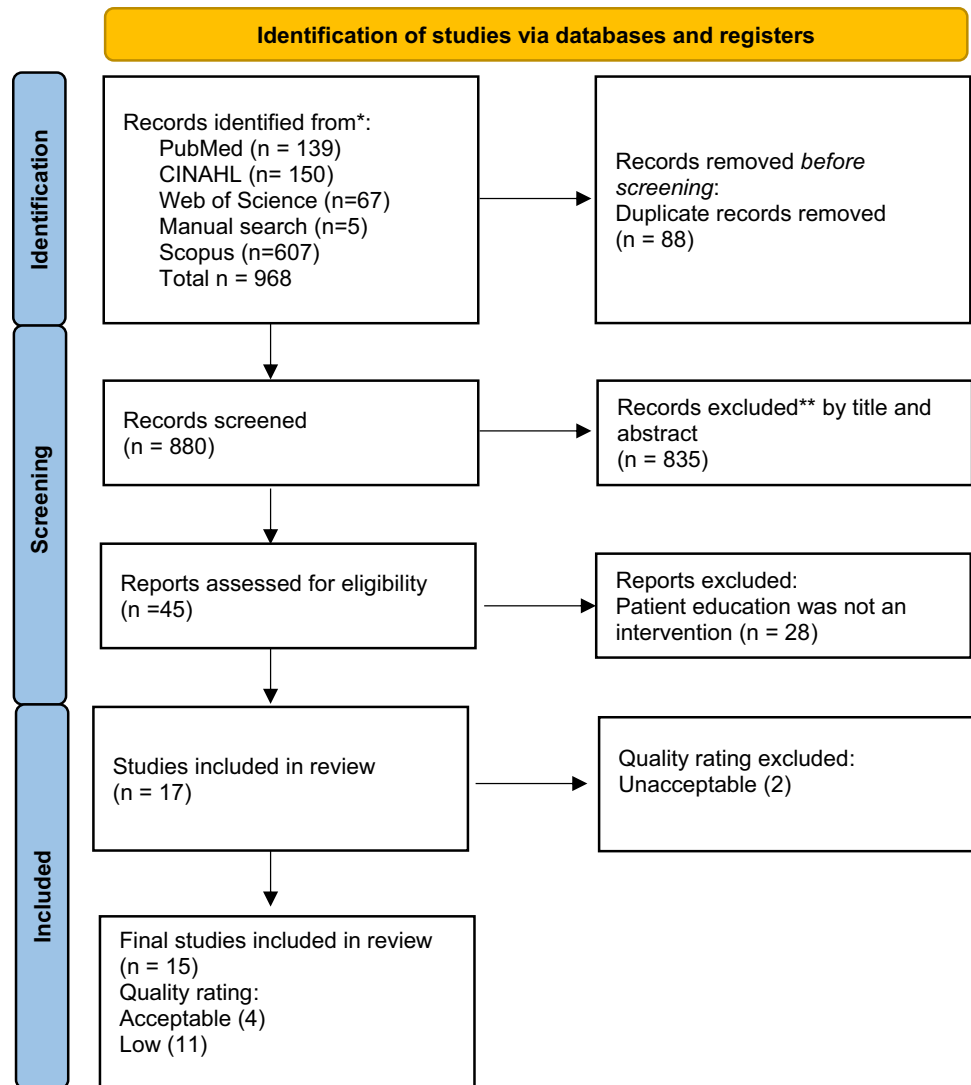 Identification of studies via databases and registers
Identification
Records identified from*:
PubMed (n = 139)
CINAHL (n= 150)
Web of Science (n=67)
Manual search (n=5)
Scopus (n=607)
Total n = 968
Records removed before
screening:
Duplicate records removed
(n = 88)
Screening
Records screened
(n = 880)
Records excluded** by title and
abstract
(n = 835)
Reports assessed for eligibility
(n =45)
Reports excluded:
Patient education was not an
intervention (n = 28)
Included
Studies included in review
(n = 17)
Quality rating excluded:
Unacceptable (2)
Final studies included in review
(n = 15)
Quality rating:
Acceptable (4)
Low (11)